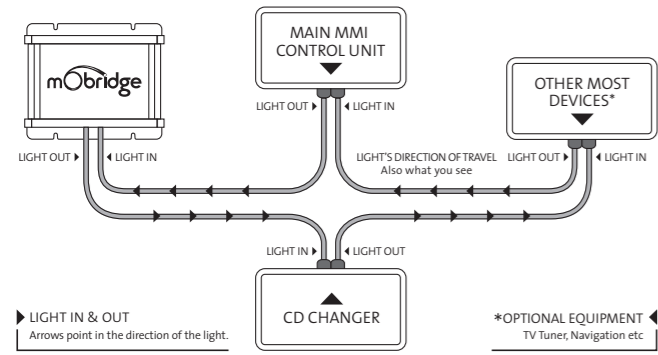 mObridge
MAIN MMI
CONTROL UNIT
OTHER MOST
DEVICES*
LIGHT OUT
LIGHT IN
LIGHT OUT
LIGHT IN
LIGHT'S DIRECTION OF TRAVEL
Also what you see
LIGHT OUT
LIGHT IN
LIGHT IN
LIGHT OUT
CD CHANGER
LIGHT IN & OUT
Arrows point in the direction of the light.
*OPTIONAL EQUIPMENT
TV Tuner, Navigation etc